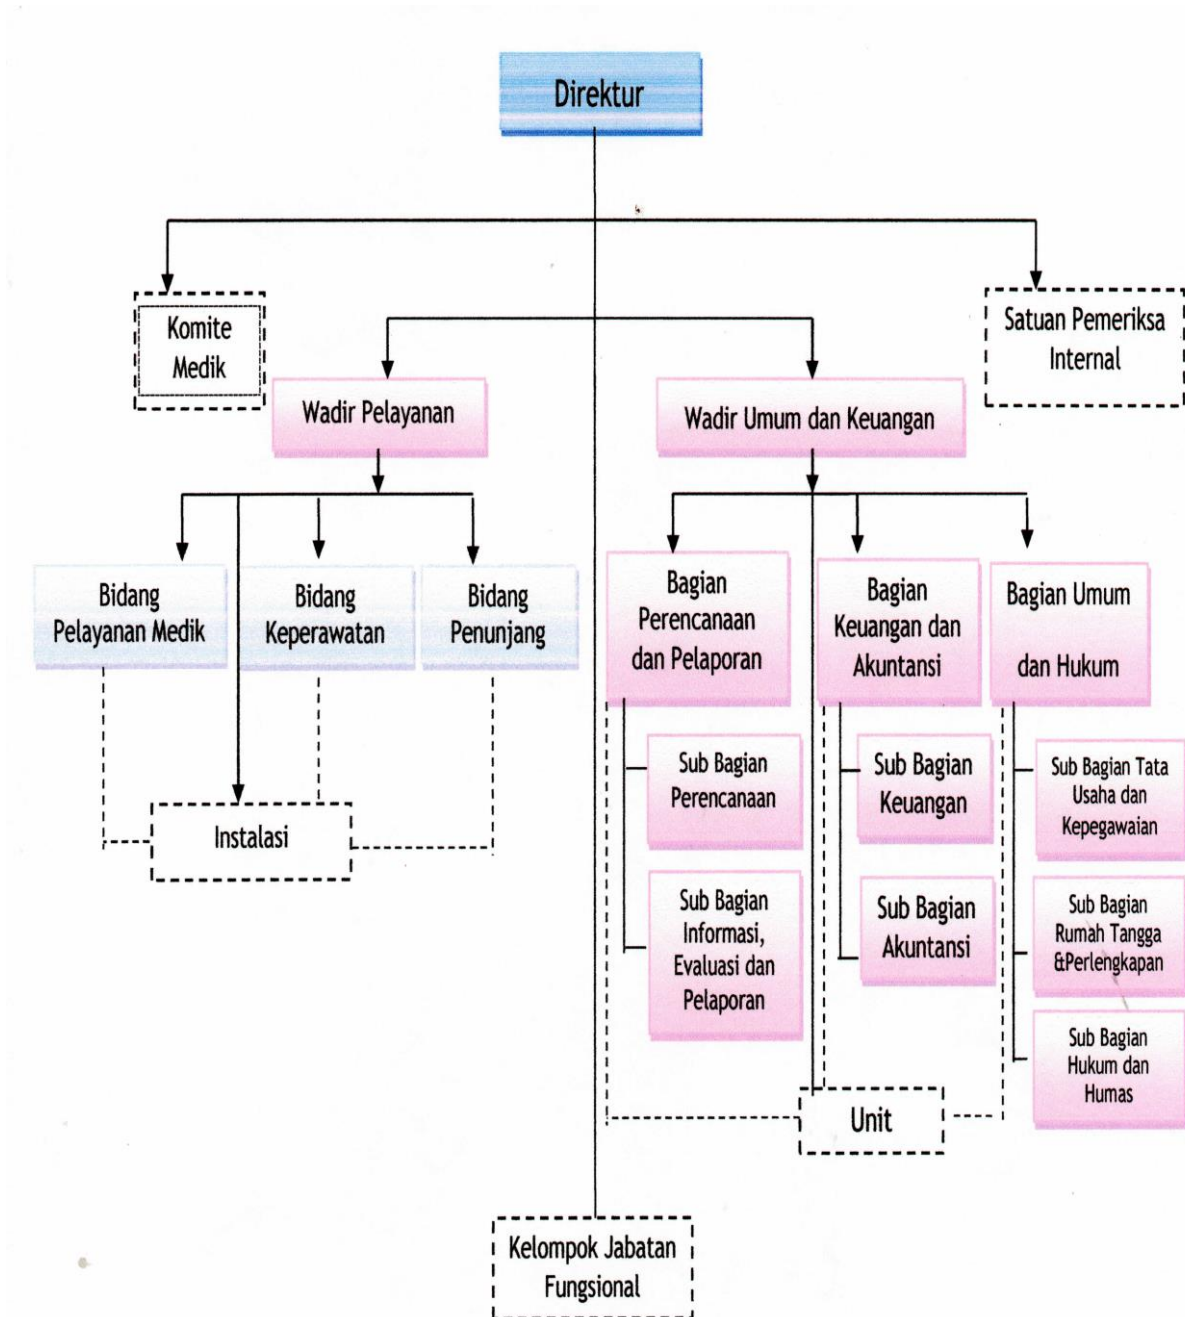 Direktur
Komite
Medik
Satuan Pemeriksa
Internal
Wadir Pelayanan
Wadir Umum dan Keuangan
Bidang
Pelayanan Medik
Bidang
Keperawatan
Bidang
Penunjang
Bagian
Perencanaan
dan Pelaporan
Bagian
Keuangan dan
Akuntansi
Bagian Umum
dan Hukum
Instalasi
Sub Bagian
Perencanaan
Sub Bagian
Informasi,
Evaluasi dan
Pelaporan
Sub Bagian
Keuangan
Sub Bagian
Akuntansi
Sub Bagian Tata
Usaha dan
Kepegawaian
Sub Bagian
Rumah Tangga
&Perlengkapan
Sub Bagian
Hukum dan
Humas
Unit
Kelompok Jabatan
Fungsional